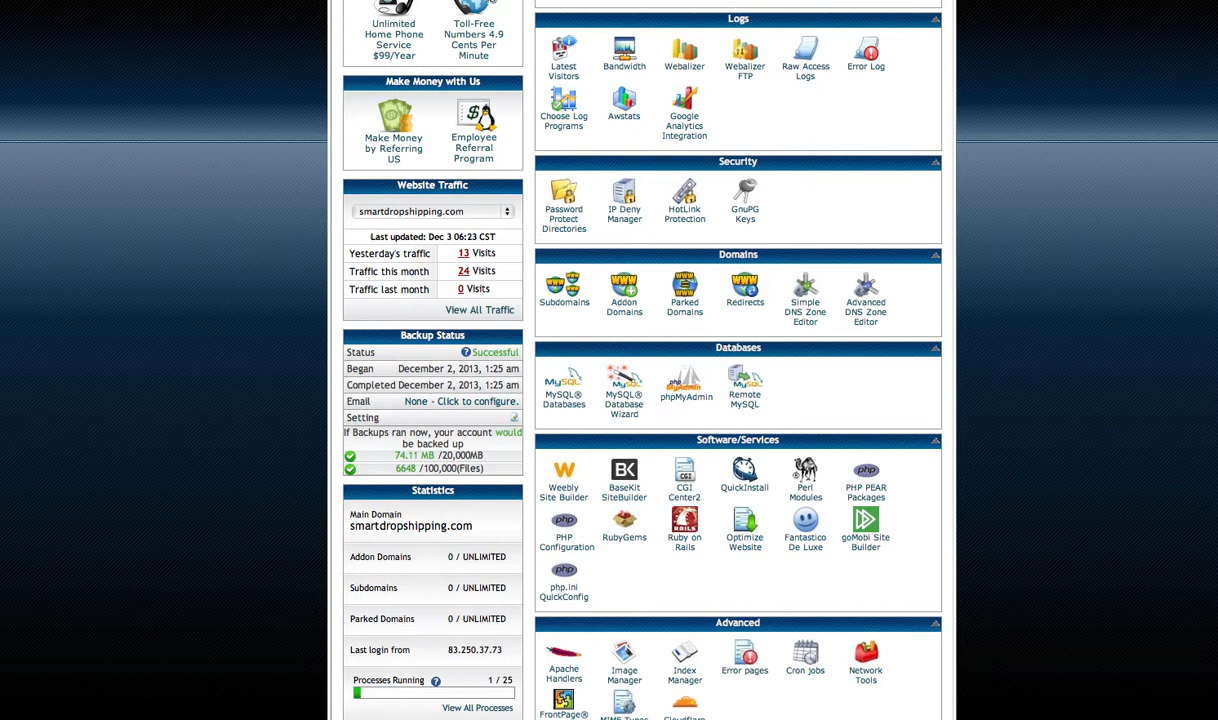 Unlimited
Home Phone
Service
$99/Year
Toll-Free
Numbers 4.9
Cents Per
Minute
Make Money with Us
Make Money
by Referring
US
Employee
Referral
Program
Website Traffic
smartdropshipping.com
Last updated: Dec 3 06:23 CST
Yesterday's traffic 13 Visits
Traffic this month 24 Visits
Traffic last month 0 Visits
View All Traffic
Backup Status
Status Successful
Began December 2, 2013, 1:25 am
Completed December 2, 2013, 1:25 am
Email None - Click to configure.
Setting
If Backups ran now, your account would
be backed up
74.11 MB /20,000MB
6648 /100,000(Files)
Statistics
Main Domain
smartdropshipping.com
Addon Domains 0 / UNLIMITED
Subdomains 0 / UNLIMITED
Parked Domains 0 / UNLIMITED
Last login from 83.250.37.73
Processes Running 1 / 25
View All Processes
Logs
Latest
Visitors
Bandwidth
Webalizer
Webalizer
FTP
Raw Access
Logs
Error Log
Choose Log
Programs
Awstats
Google
Analytics
Integration
Security
Password
Protect
Directories
IP Deny
Manager
HotLink
Protection
GnuPG
Keys
Domains
Subdomains
Addon
Domains
Parked
Domains
Redirects
Simple
DNS Zone
Editor
Advanced
DNS Zone
Editor
Databases
MySQL®
Databases
MySQL®
Database
Wizard
phpMyAdmin
Remote
MySQL
Software/Services
Weebly
Site Builder
BaseKit
SiteBuilder
CGI
Center2
QuickInstall
Perl
Modules
PHP PEAR
Packages
PHP
Configuration
RubyGems
Ruby on
Rails
Optimize
Website
Fantastico
De Luxe
goMobi Site
Builder
php.ini
QuickConfig
Advanced
Apache
Handlers
Image
Manager
Index
Manager
Error pages
Cron jobs
Network
Tools
FrontPage®
MIME Types
Cloudflare